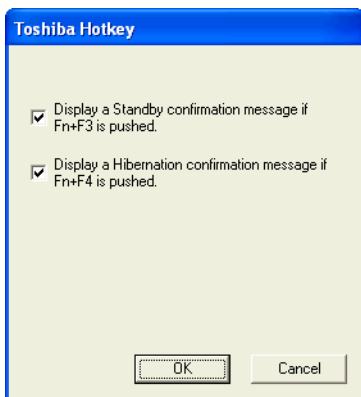 Toshiba Hotkey
Display a Standby confirmation message if
Fn+F3 is pushed.
Display a Hibernation confirmation message if
Fn+F4 is pushed.
OK
Cancel